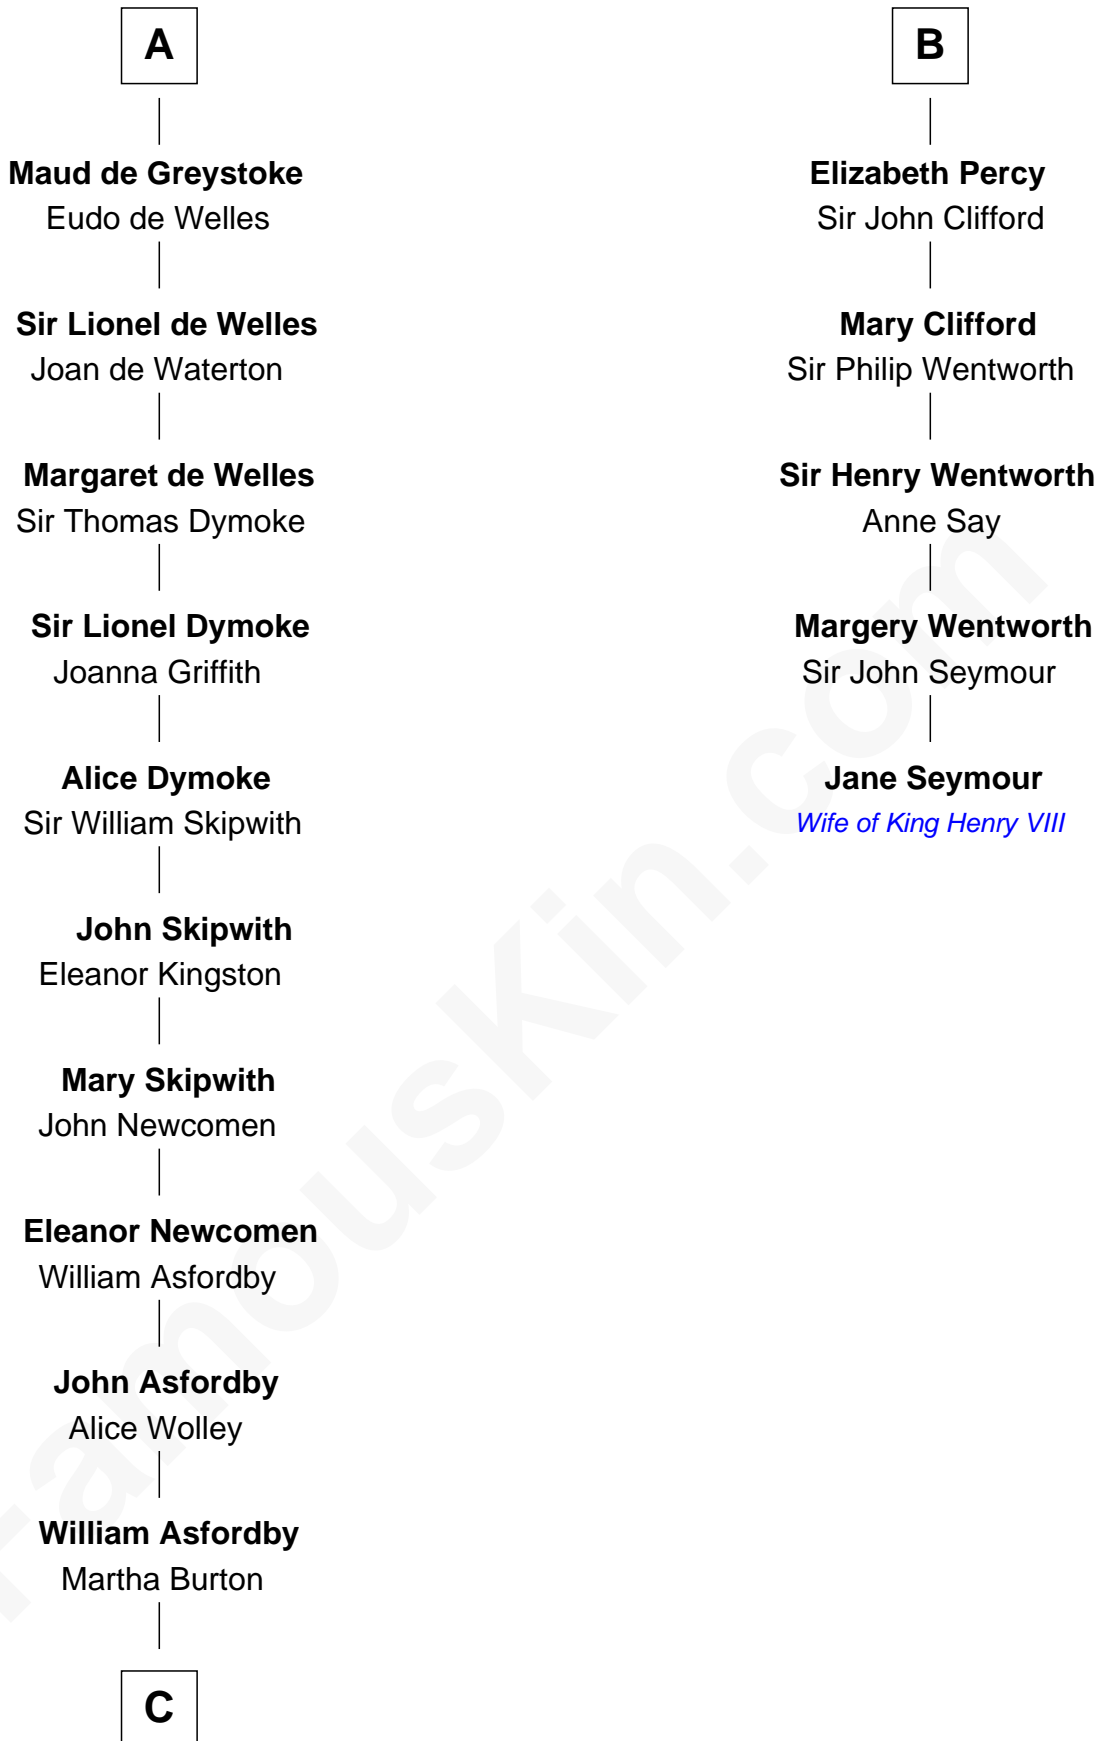 A
Maud de Greystoke
Eudo de Welles
Sir Lionel de Welles
Joan de Waterton
Margaret de Welles
Sir Thomas Dymoke
Sir Lionel Dymoke
Joanna Griffith
Alice Dymoke
Sir William Skipwith
John Skipwith
Eleanor Kingston
Mary Skipwith
John Newcomen
Eleanor Newcomen
William Asfordby
John Asfordby
Alice Wolley
William Asfordby
Martha Burton
C
B
Elizabeth Percy
Sir John Clifford
Mary Clifford
Sir Philip Wentworth
Sir Henry Wentworth
Anne Say
Margery Wentworth
Sir John Seymour
Jane Seymour
Wife of King Henry VIII
FamousKin.com